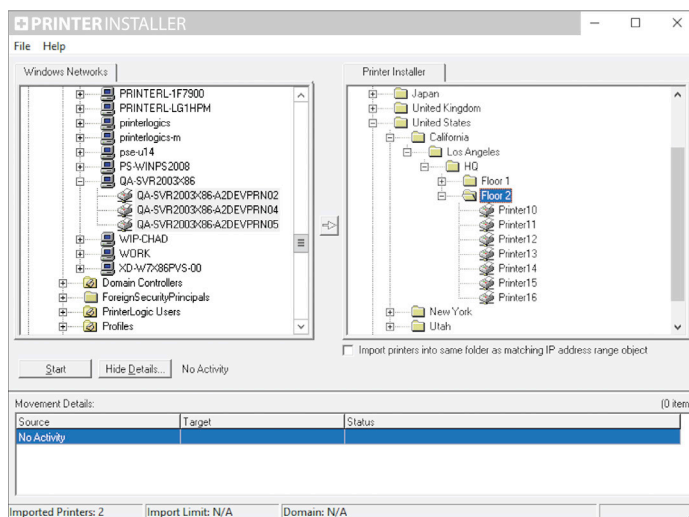 PRINTERINSTALLER
File Help
Windows Networks
PRINTERL-1F7900
PRINTERL-LG1HPM
printerlogics
printerlogics-m
pse-u14
PS-WINPS2008
QA-SVR2003X86
QA-SVR2003X86-A2DEVPRN02
QA-SVR2003X86-A2DEVPRN04
QA-SVR2003X86-A2DEVPRN05
WIP-CHAD
WORK
XD-W7X86PVS-00
Domain Controllers
ForeignSecurityPrincipals
PrinterLogic Users
Profiles
Printer Installer
Japan
United Kingdom
United States
California
Los Angeles
HQ
Floor 1
Floor 2
Printer10
Printer11
Printer12
Printer13
Printer14
Printer15
Printer16
New York
Utah
Import printers into same folder as matching IP address range object
Start Hide Details... No Activity
Movement Details: (0 item
Source Target Status
No Activity
Imported Printers: 2 Import Limit: N/A Domain: N/A